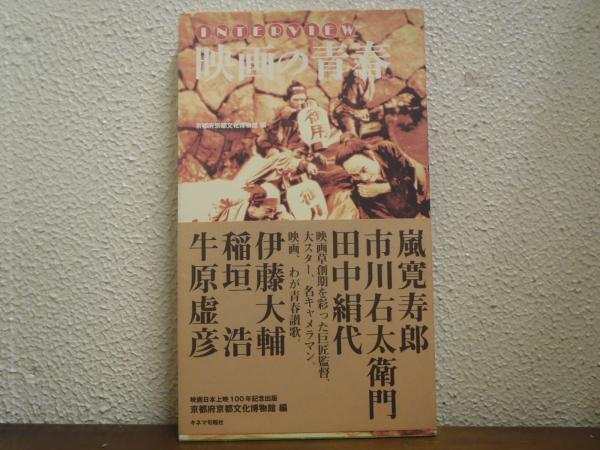 INTERVIEW
映画の青春
京都府京都文化博物館 編
御用
嵐寛寿郎
市川右太衛門
田中絹代
映画草創期を彩った巨匠監督、
大スター、名キャメラマン。
映画、わが青春讃歌。
伊藤大輔
稲垣 浩
牛原虚彦
映画日本上映100年記念出版
京都府京都文化博物館 編
キネマ旬報社